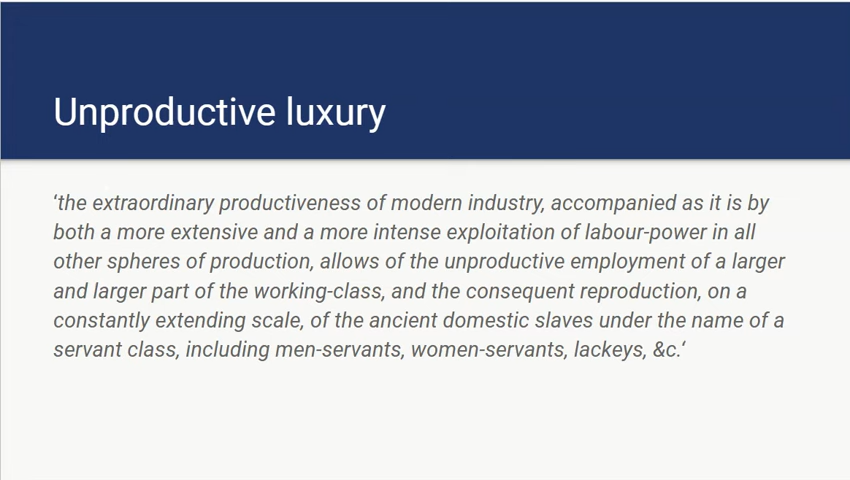 Unproductive luxury
‘the extraordinary productiveness of modern industry, accompanied as it is by
both a more extensive and a more intense exploitation of labour-power in all
other spheres of production, allows of the unproductive employment of a larger
and larger part of the working-class, and the consequent reproduction, on a
constantly extending scale, of the ancient domestic slaves under the name of a
servant class, including men-servants, women-servants, lackeys, &c.‘